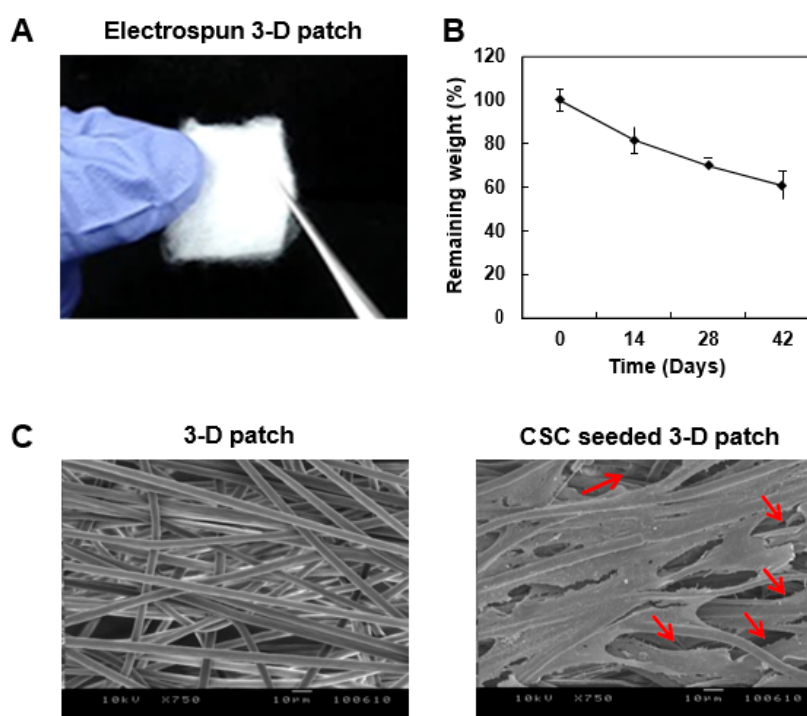 A
Electrospun 3-D patch
B
120
100
80
60
40
20
0
Remaining weight (%)
0 14 28 42
Time (Days)
C
3-D patch
CSC seeded 3-D patch
10kV X750 10μm 100610
10kV X750 10μm 100610